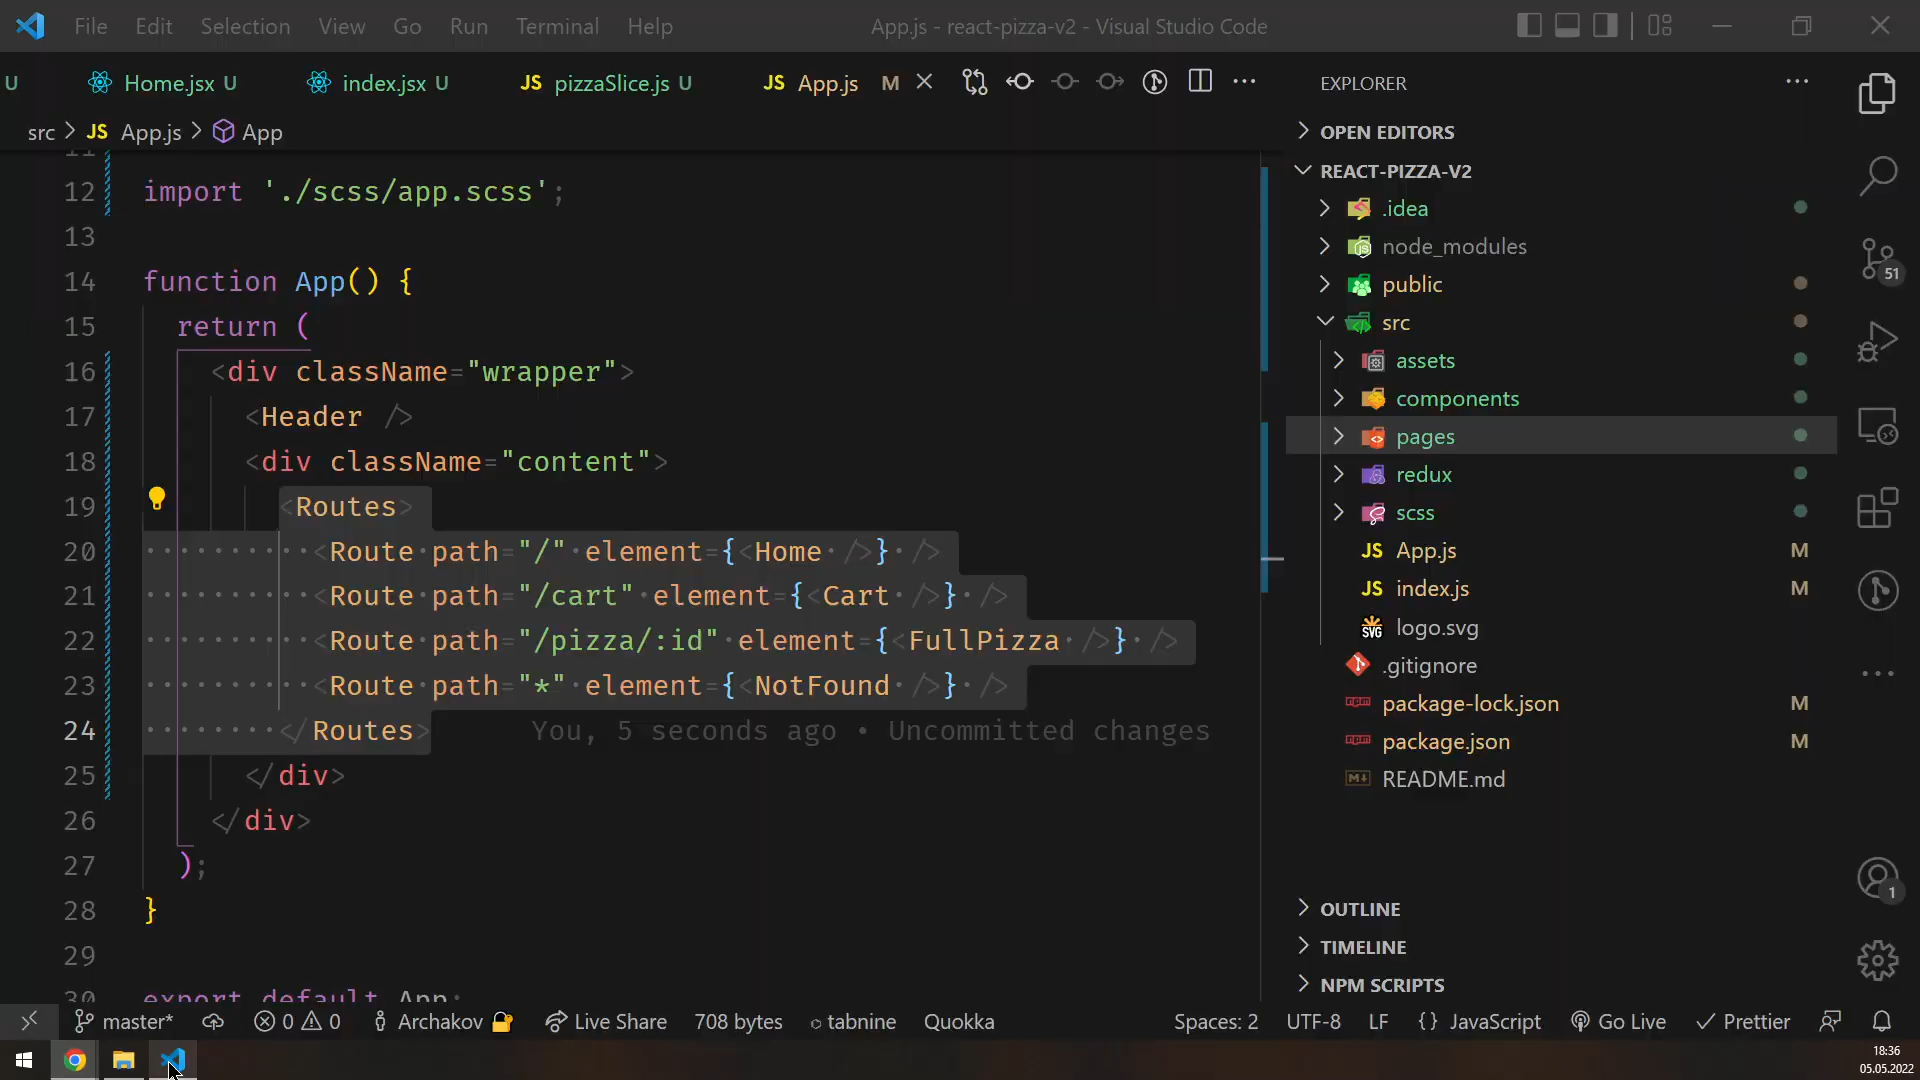 File Edit Selection View Go Run Terminal Help App.js - react-pizza-v2 - Visual Studio Code
U Home.jsx U index.jsx U JS pizzaSlice.js U JS App.js M
src > JS App.js > App
11
12 import './scss/app.scss';
13
14 function App() {
15 return (
16 <div className="wrapper">
17 <Header />
18 <div className="content">
19 <Routes>
20 <Route path="/" element={<Home />} />
21 <Route path="/cart" element={<Cart />} />
22 <Route path="/pizza/:id" element={<FullPizza />} />
23 <Route path="*" element={<NotFound />} />
24 </Routes> You, 5 seconds ago • Uncommitted changes
25 </div>
26 </div>
27 );
28 }
29
30 export default App;
EXPLORER
OPEN EDITORS
REACT-PIZZA-V2
.idea
node_modules
public
src
assets
components
pages
redux
scss
JS App.js M
JS index.js M
SVG logo.svg
.gitignore
package-lock.json M
package.json M
README.md
OUTLINE
TIMELINE
NPM SCRIPTS
51
1
master* 0 0 Archakov Live Share 708 bytes tabnine Quokka Spaces: 2 UTF-8 LF {} JavaScript Go Live Prettier
18:36
05.05.2022